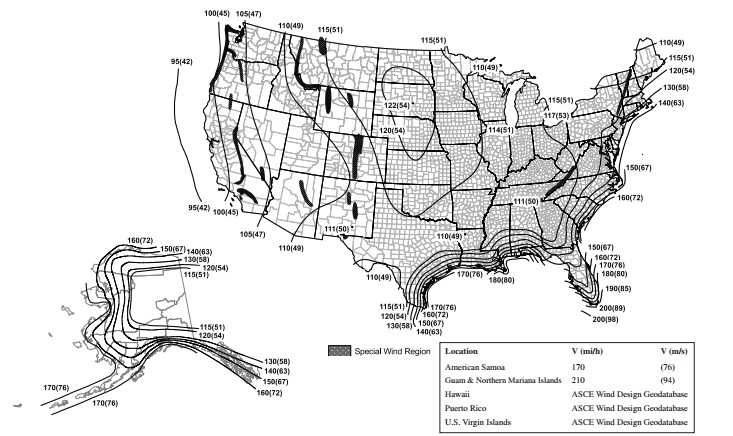 100(45) 105(47) 110(49) 115(51) 115(51) 110(49)
95(42) 110(49) 115(51)
120(54)
130(58)
140(63)
122(54)
115(51)
117(53)
120(54) 114(51)
150(67)
160(72)
95(42) 100(45) 111(50)
105(47) 111(50) 110(49)
110(49)
160(72) 150(67) 140(63)
130(58)
120(54)
115(51)
110(49) 170(76) 180(80)
150(67)
160(72)
170(76)
180(80)
190(85)
200(89)
200(98)
115(51) 170(76)
120(54) 160(72)
130(58) 150(67)
140(63)
115(51)
120(54)
130(58)
140(63)
150(67)
160(72)
170(76)
170(76)
Special Wind Region
Location V (mi/h) V (m/s)
American Samoa 170 (76)
Guam & Northern Mariana Islands 210 (94)
Hawaii ASCE Wind Design Geodatabase
Puerto Rico ASCE Wind Design Geodatabase
U.S. Virgin Islands ASCE Wind Design Geodatabase